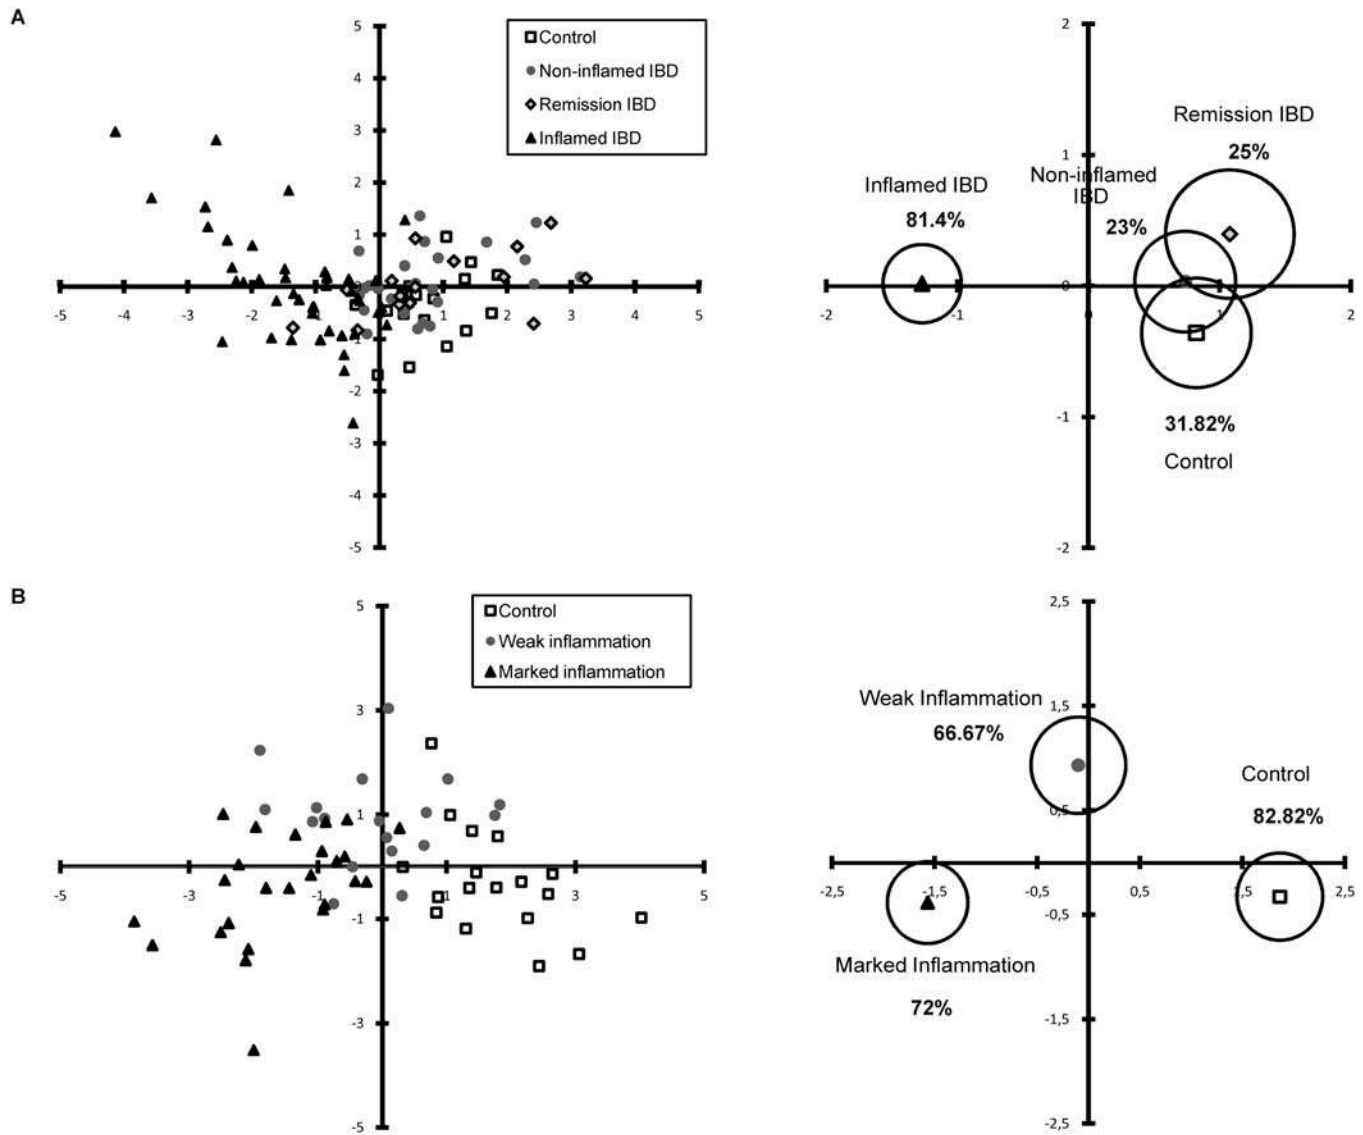 A
5
4
3
2
1
0
-1
-2
-3
-4
-5
-5 -4 -3 -2 -1 0 1 2 3 4 5
Control
Non-inflamed IBD
Remission IBD
Inflamed IBD
2
1
0
-1
-2
-2 -1 0 1 2
Remission IBD
25%
Non-inflamed
IBD
23%
Inflamed IBD
81.4%
31.82%
Control
B
5
3
1
-1
-3
-5
-5 -3 -1 1 3 5
Control
Weak inflammation
Marked inflammation
2,5
1,5
0,5
-0,5
-1,5
-2,5
-2,5 -1,5 -0,5 0,5 1,5 2,5
Weak Inflammation
66.67%
Control
82.82%
Marked Inflammation
72%